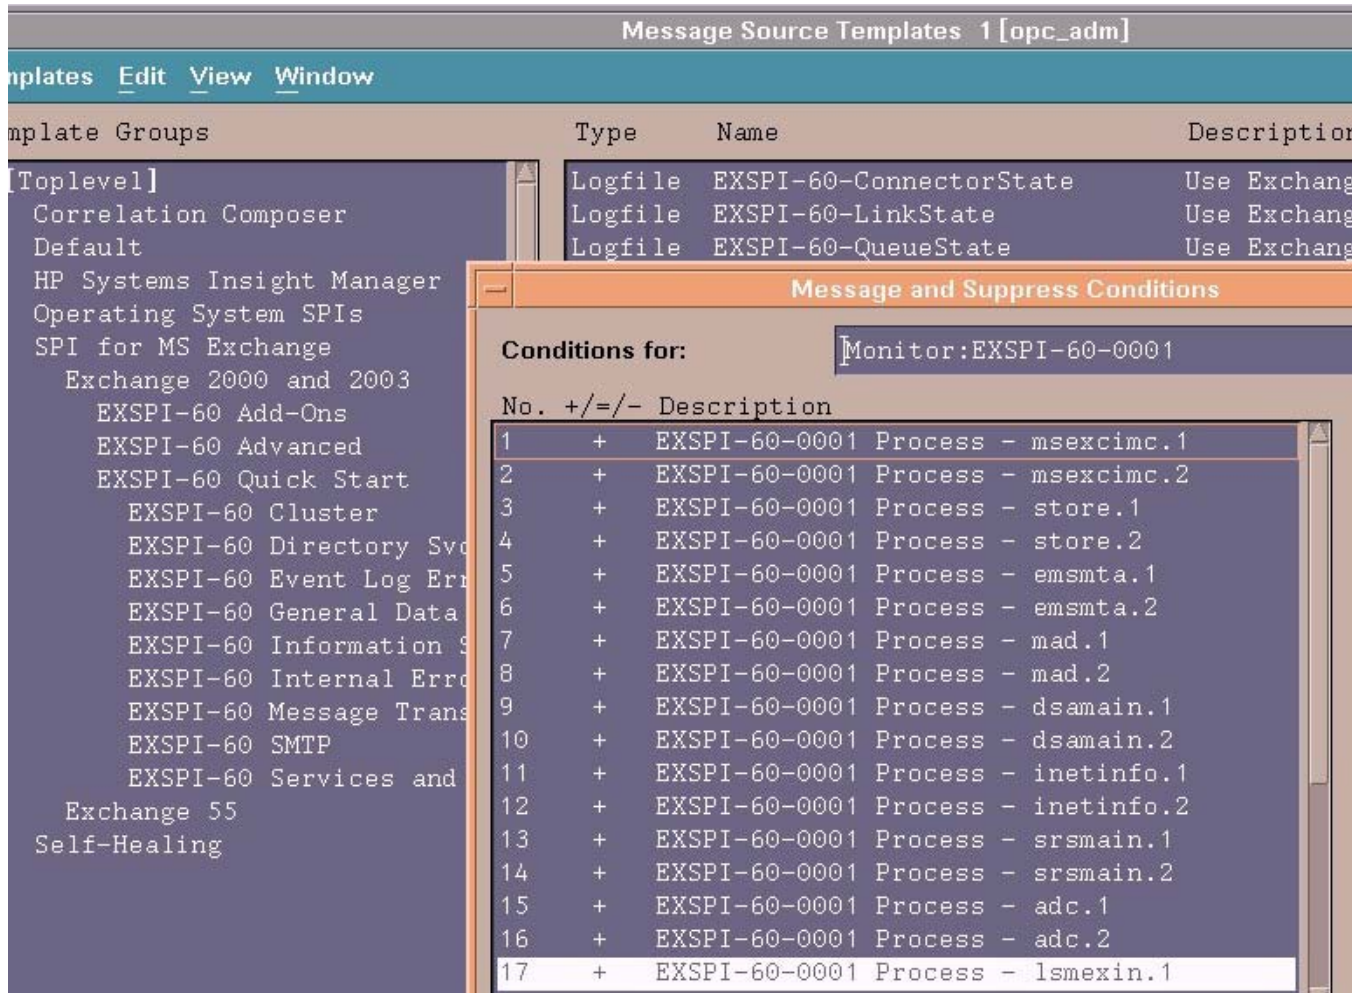 Message Source Templates 1 [opc_adm]
mplates Edit View Window
mplate Groups
[Toplevel]
Correlation Composer
Default
HP Systems Insight Manager
Operating System SPIs
SPI for MS Exchange
Exchange 2000 and 2003
EXSPI-60 Add-Ons
EXSPI-60 Advanced
EXSPI-60 Quick Start
EXSPI-60 Cluster
EXSPI-60 Directory Svc
EXSPI-60 Event Log Err
EXSPI-60 General Data
EXSPI-60 Information S
EXSPI-60 Internal Erro
EXSPI-60 Message Trans
EXSPI-60 SMTP
EXSPI-60 Services and
Exchange 55
Self-Healing
Type Name Description
Logfile EXSPI-60-ConnectorState Use Exchang
Logfile EXSPI-60-LinkState Use Exchang
Logfile EXSPI-60-QueueState Use Exchang
Message and Suppress Conditions
Conditions for: Monitor:EXSPI-60-0001
No. +/=/- Description
1 + EXSPI-60-0001 Process - msexcimc.1
2 + EXSPI-60-0001 Process - msexcimc.2
3 + EXSPI-60-0001 Process - store.1
4 + EXSPI-60-0001 Process - store.2
5 + EXSPI-60-0001 Process - emsmta.1
6 + EXSPI-60-0001 Process - emsmta.2
7 + EXSPI-60-0001 Process - mad.1
8 + EXSPI-60-0001 Process - mad.2
9 + EXSPI-60-0001 Process - dsamain.1
10 + EXSPI-60-0001 Process - dsamain.2
11 + EXSPI-60-0001 Process - inetinfo.1
12 + EXSPI-60-0001 Process - inetinfo.2
13 + EXSPI-60-0001 Process - srsmain.1
14 + EXSPI-60-0001 Process - srsmain.2
15 + EXSPI-60-0001 Process - adc.1
16 + EXSPI-60-0001 Process - adc.2
17 + EXSPI-60-0001 Process - lsmexin.1